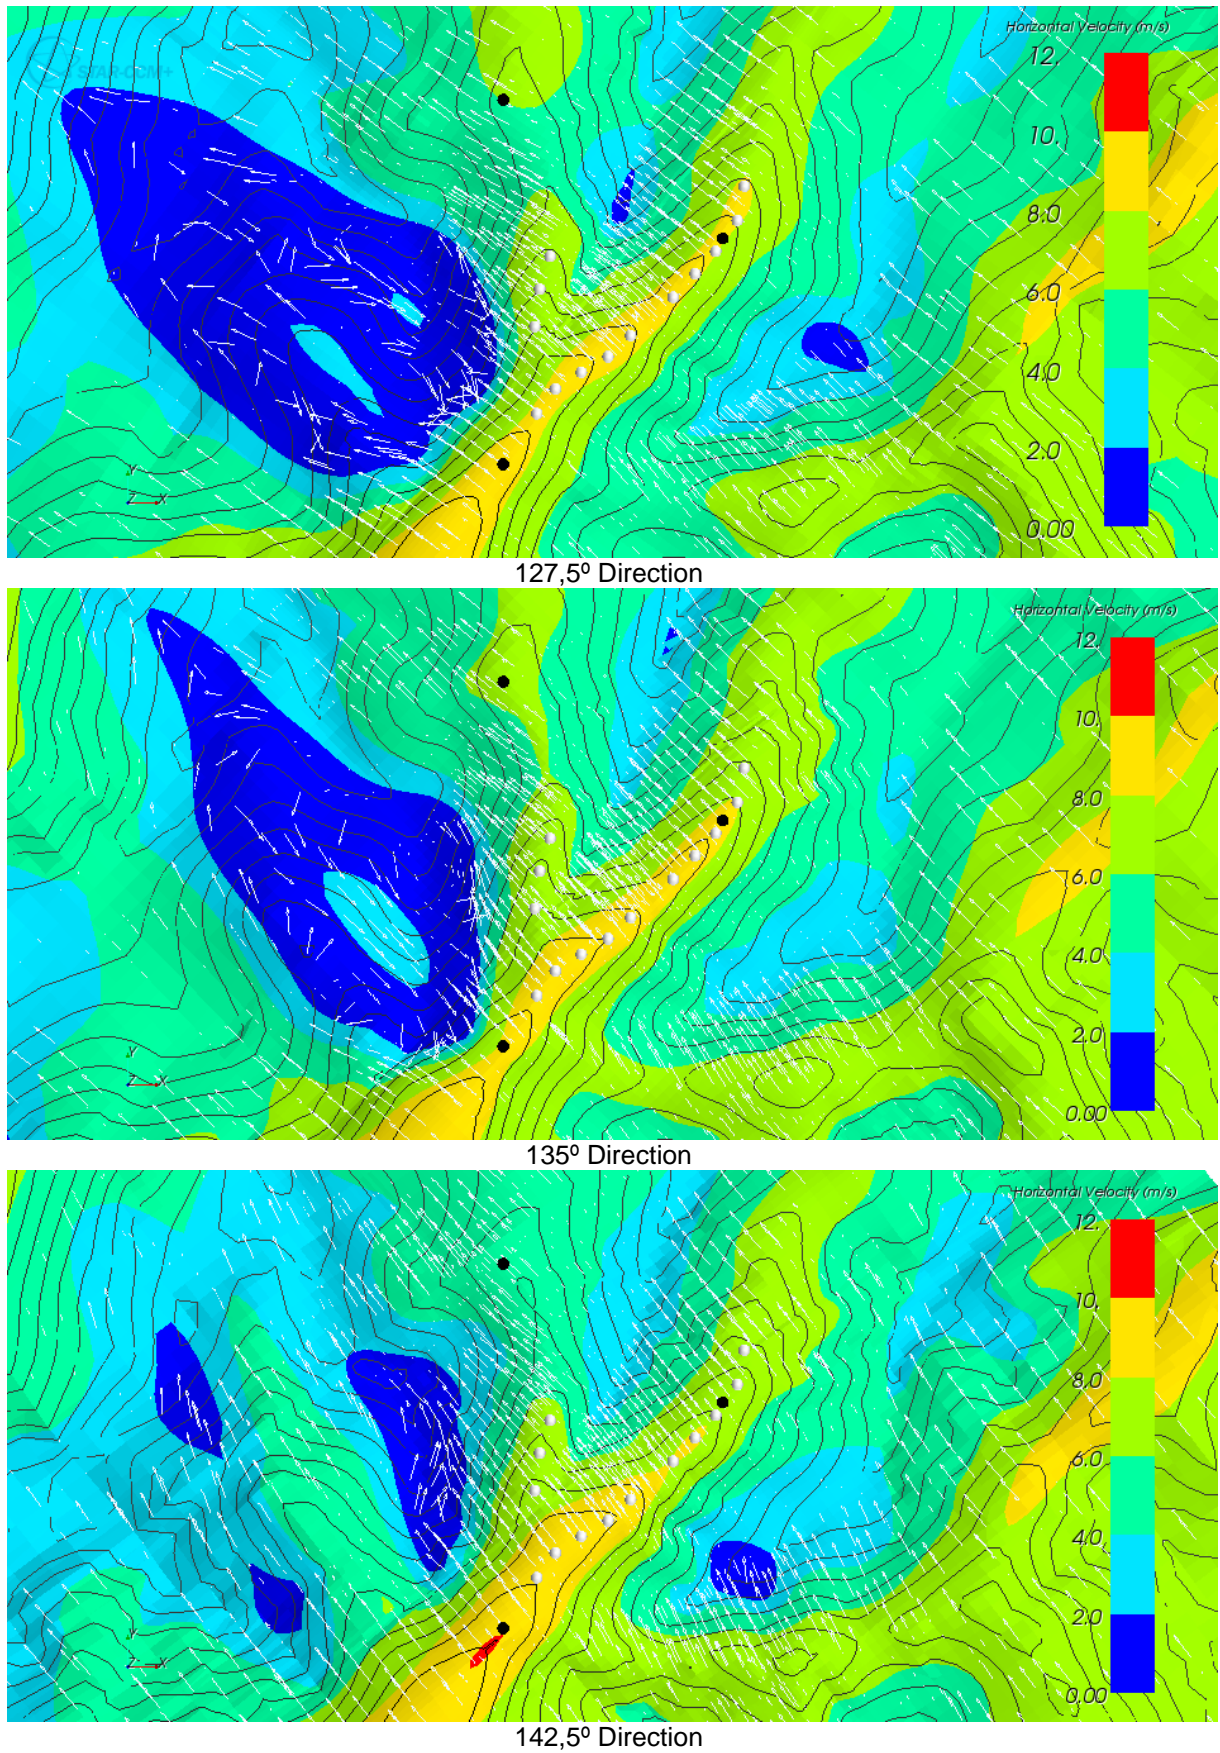 Horizontal Velocity (m/s)
STAR-CCM+
12.
10.
8.0
6.0
4.0
2.0
0.00
Y
Z X
127,5º Direction
Horizontal Velocity (m/s)
12.
10.
8.0
6.0
4.0
2.0
0.00
Y
Z X
135º Direction
Horizontal Velocity (m/s)
12.
10.
8.0
6.0
4.0
2.0
0.00
Y
Z X
142,5º Direction